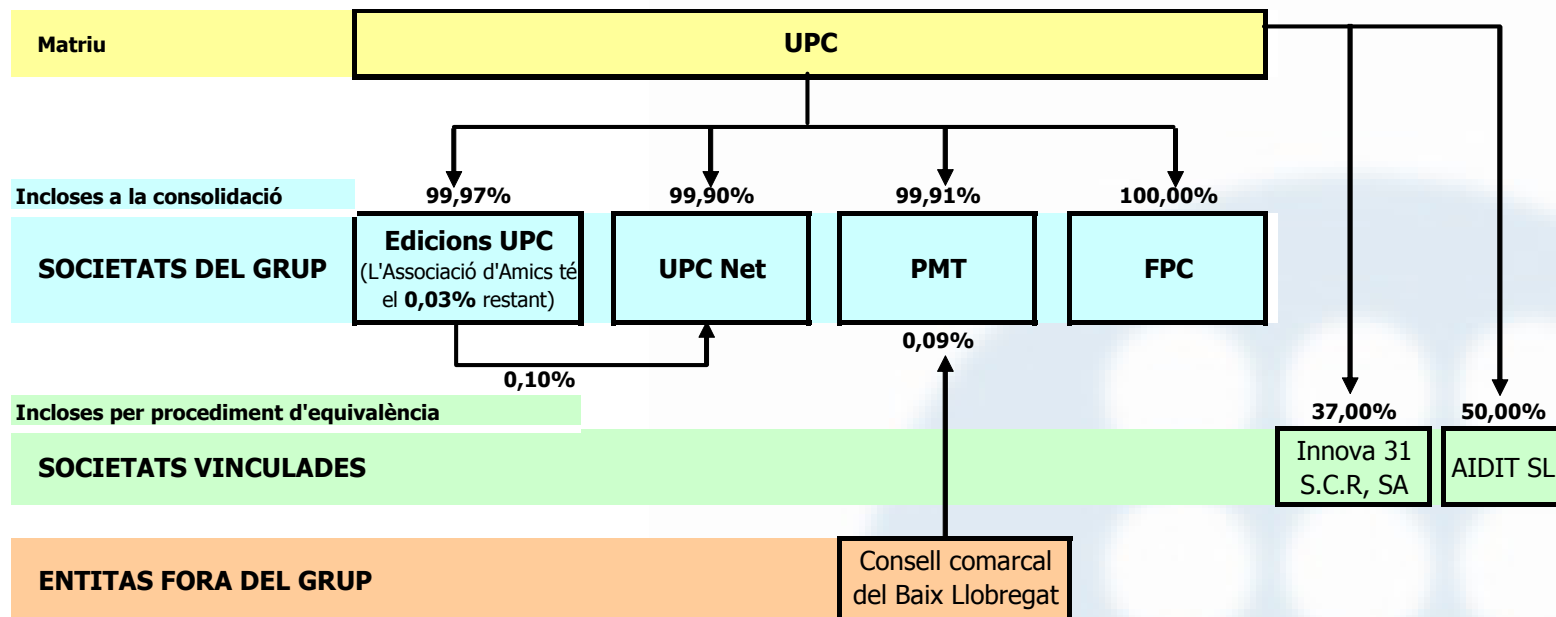 Matriu
UPC
Incloses a la consolidació
99,97%
99,90%
99,91%
100,00%
SOCIETATS DEL GRUP
Edicions UPC
(L'Associació d'Amics té
el 0,03% restant)
UPC Net
PMT
FPC
0,10%
0,09%
Incloses per procediment d'equivalència
37,00%
50,00%
SOCIETATS VINCULADES
Innova 31
S.C.R, SA
AIDIT SL
ENTITAS FORA DEL GRUP
Consell comarcal
del Baix Llobregat